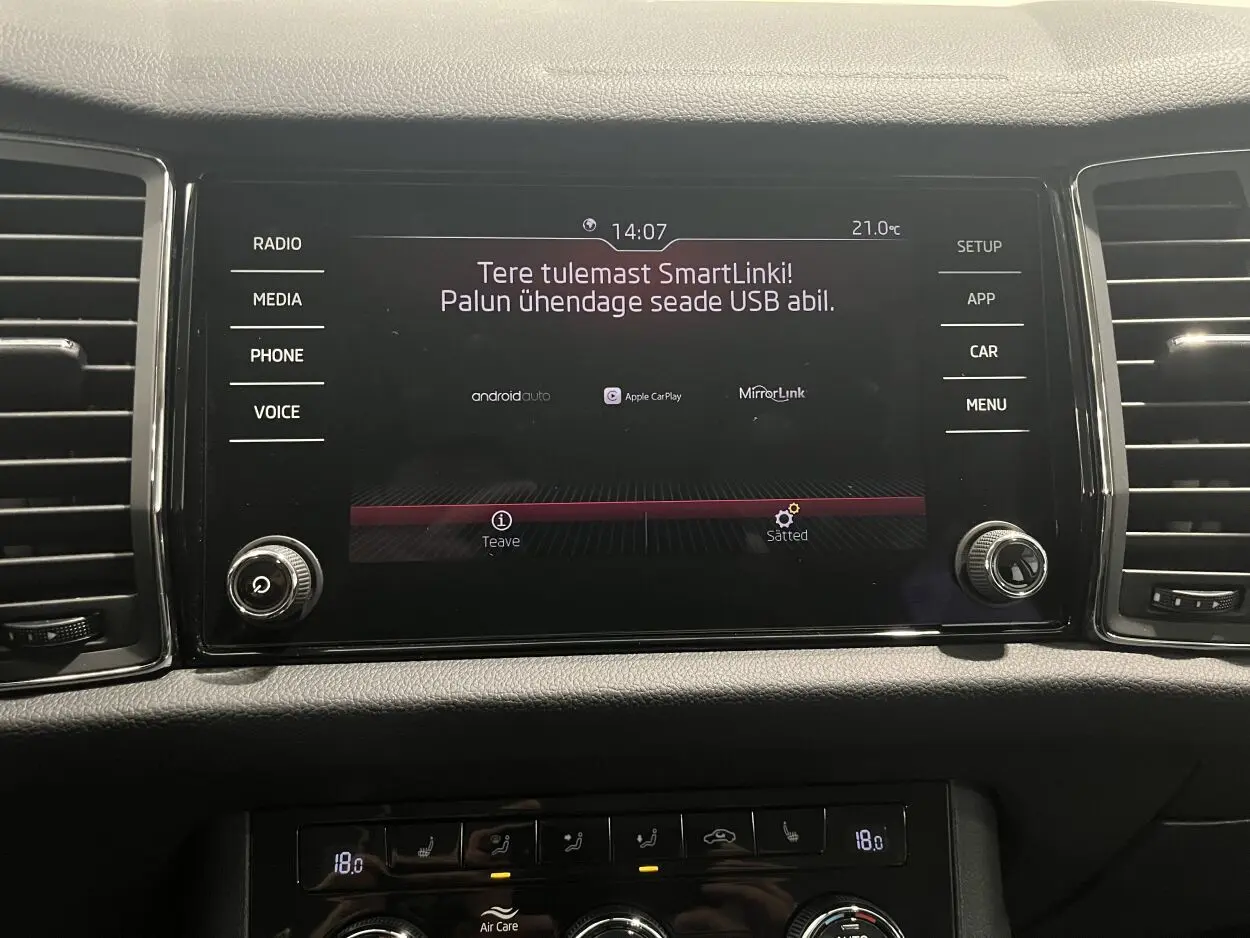 14:07
21.0°C
RADIO
MEDIA
PHONE
VOICE
Tere tulemast SmartLinki!
Palun ühendage seade USB abil.
androidauto
Apple CarPlay
MirrorLink
Teave
Sätted
SETUP
APP
CAR
MENU
18.0
18.0
Air Care
AUTO